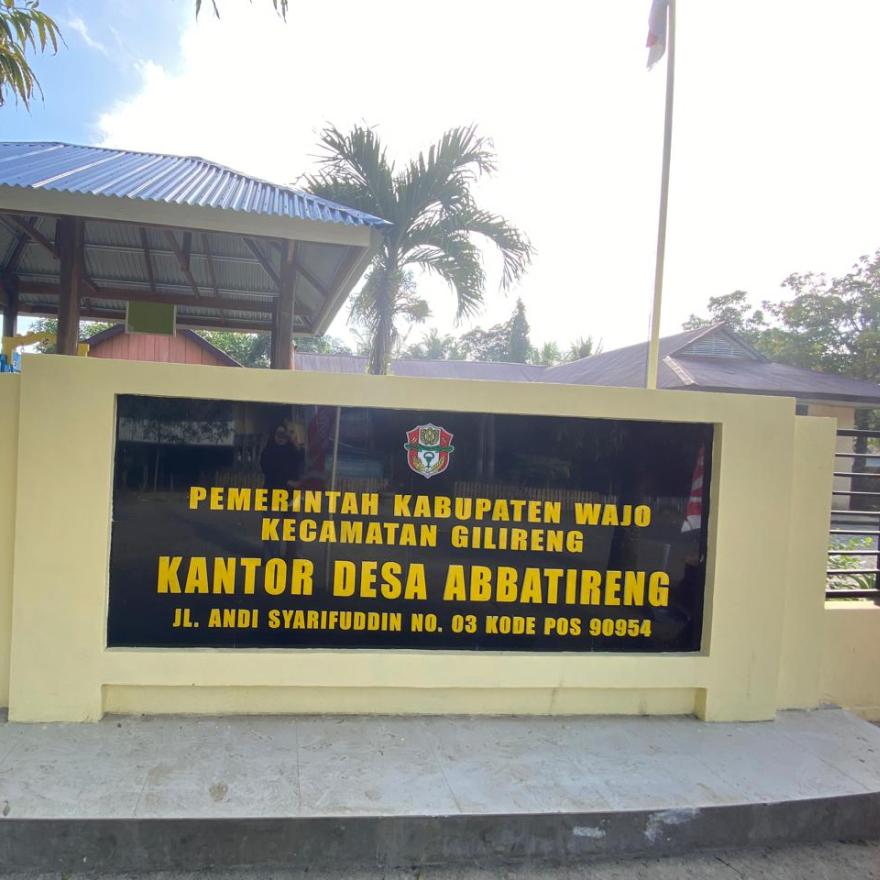 PEMERINTAH KABUPATEN WAJO
KECAMATAN GILIRENG
KANTOR DESA ABBATIRENG
JL. ANDI SYARIFUDDIN NO. 03 KODE POS 90954